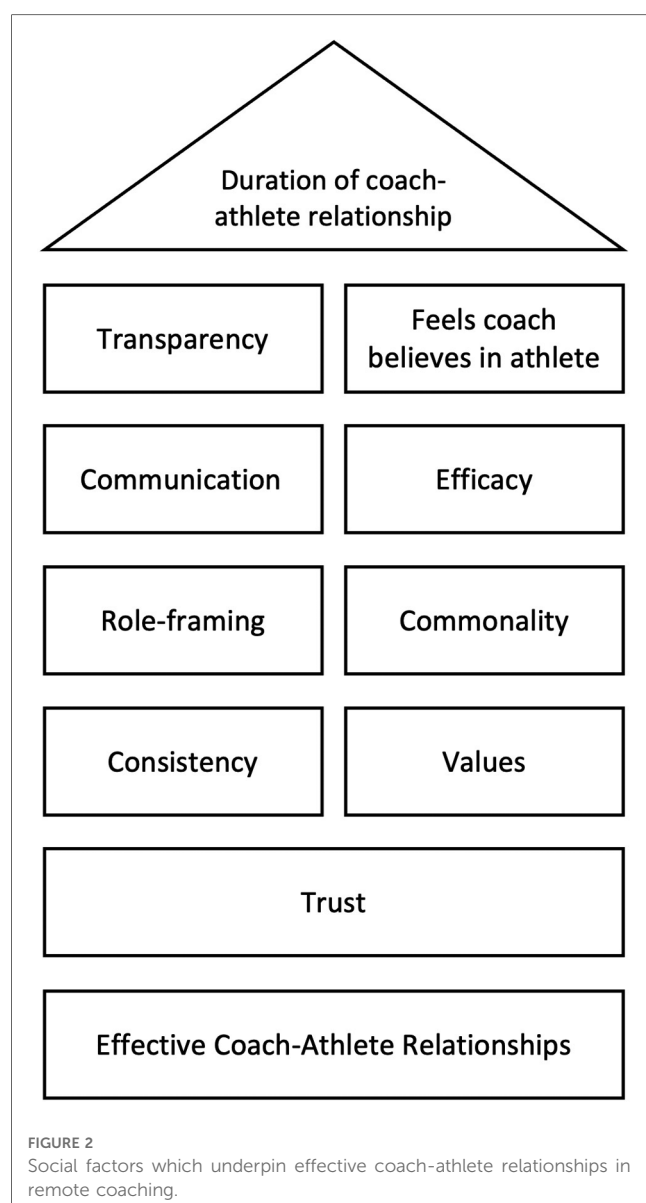 Duration of coach-
athlete relationship
Transparency
Feels coach
believes in athlete
Communication
Efficacy
Role-framing
Commonality
Consistency
Values
Trust
Effective Coach-Athlete Relationships
FIGURE 2
Social factors which underpin effective coach-athlete relationships in
remote coaching.